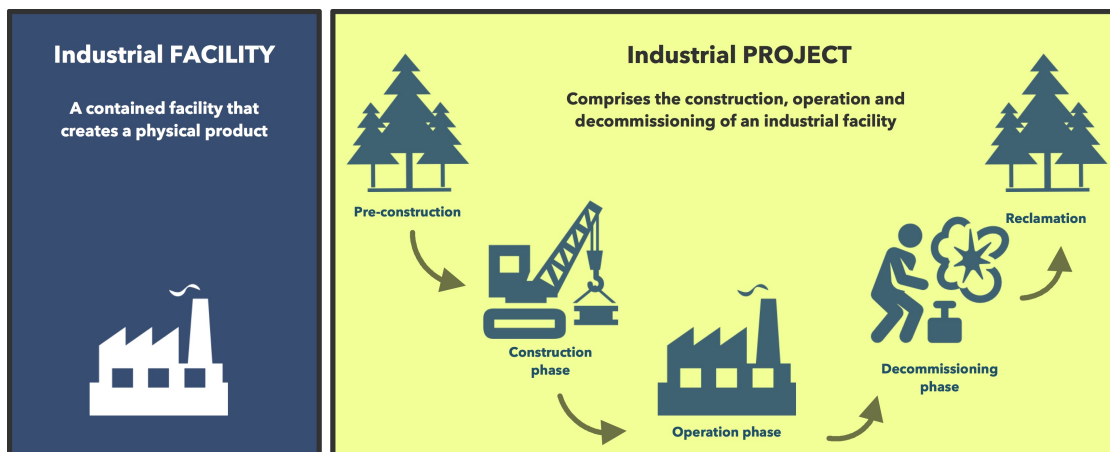 Industrial FACILITY
A contained facility that
creates a physical product
Industrial PROJECT
Comprises the construction, operation and
decommissioning of an industrial facility
Pre-construction
Construction
phase
Operation phase
Decommissioning
phase
Reclamation